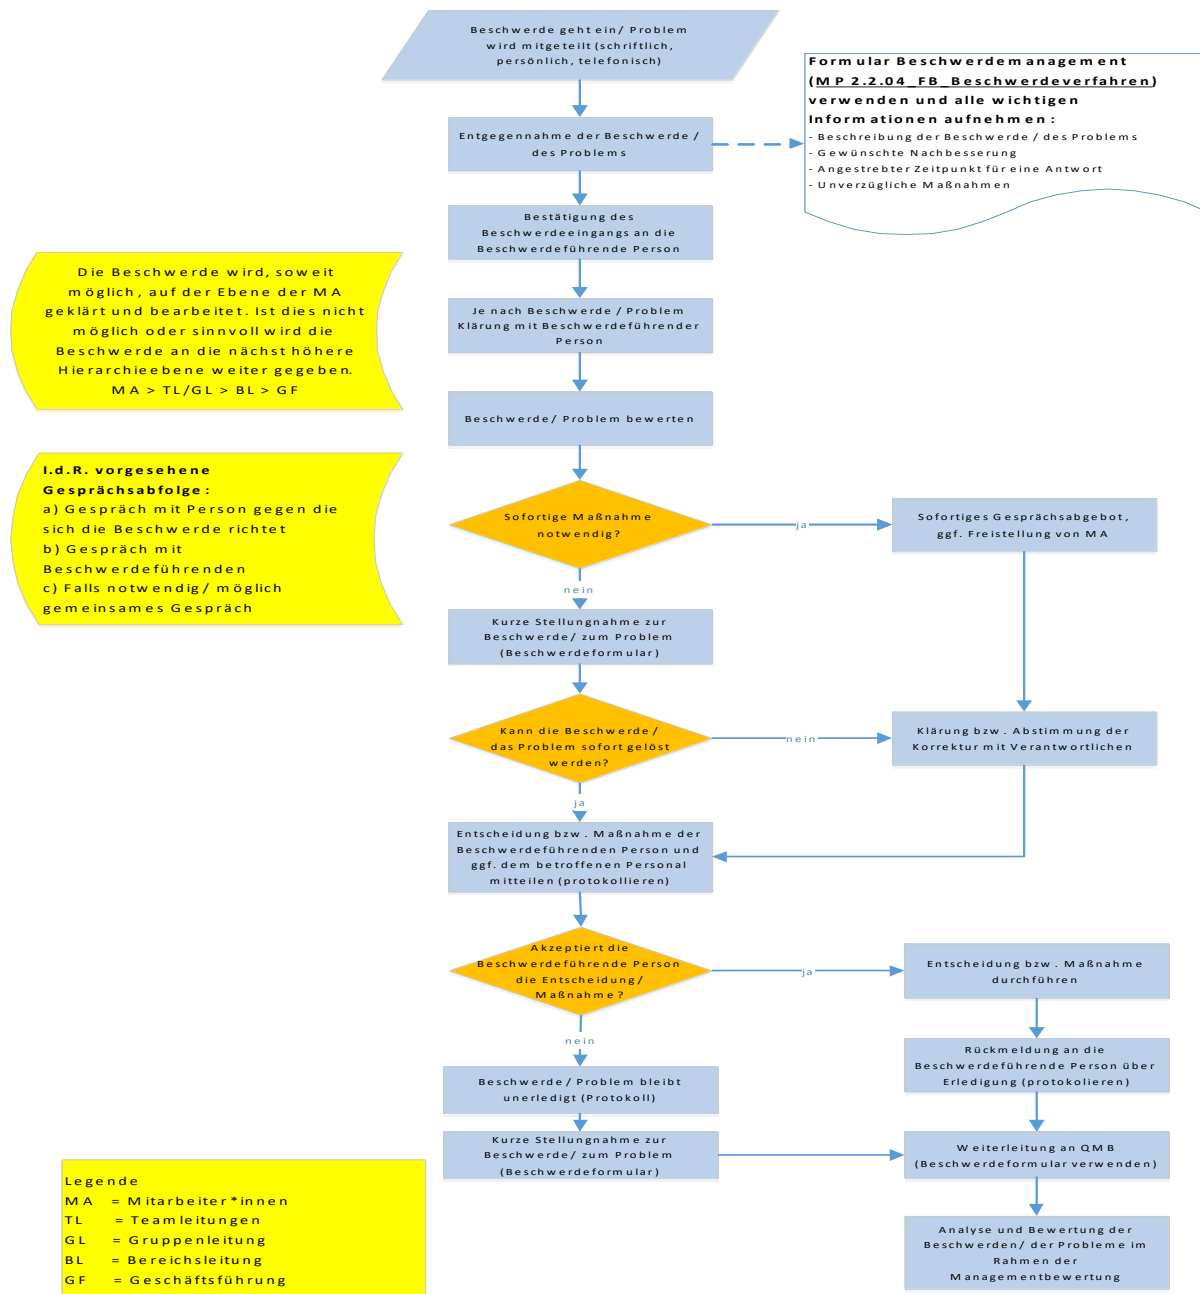 Beschwerde geht ein/ Problem
wird mitgeteilt (schriftlich,
persönlich, telefonisch)
Formular Beschwerdemanagement
(MP 2.2.04_FB_Beschwerdeverfahren)
verwenden und alle wichtigen
Informationen aufnehmen:
- Beschreibung der Beschwerde / des Problems
- Gewünschte Nachbesserung
- Angestrebter Zeitpunkt für eine Antwort
- Unverzügliche Maßnahmen
Entgegennahme der Beschwerde /
des Problems
Bestätigung des
Beschwerdeeingangs an die
Beschwerdeführende Person
Die Beschwerde wird, soweit
möglich, auf der Ebene der MA
geklärt und bearbeitet. Ist dies nicht
möglich oder sinnvoll wird die
Beschwerde an die nächst höhere
Hierarchieebene weiter gegeben.
MA > TL/GL > BL > GF
Je nach Beschwerde / Problem
Klärung mit Beschwerdeführender
Person
Beschwerde/ Problem bewerten
I.d.R. vorgesehene
Gesprächsabfolge:
a) Gespräch mit Person gegen die
sich die Beschwerde richtet
b) Gespräch mit
Beschwerdeführenden
c) Falls notwendig/ möglich
gemeinsames Gespräch
Sofortige Maßnahme
notwendig?
ja
Sofortiges Gesprächsabgebot,
ggf. Freistellung von MA
nein
Kurze Stellungnahme zur
Beschwerde/ zum Problem
(Beschwerdeformular)
Kann die Beschwerde/
das Problem sofort gelöst
werden?
nein
Klärung bzw. Abstimmung der
Korrektur mit Verantwortlichen
ja
Entscheidung bzw. Maßnahme der
Beschwerdeführenden Person und
ggf. dem betroffenen Personal
mitteilen (protokollieren)
Akzeptiert die
Beschwerdeführende Person
die Entscheidung/
Maßnahme?
ja
Entscheidung bzw. Maßnahme
durchführen
nein
Rückmeldung an die
Beschwerdeführende Person über
Erledigung (protokolieren)
Beschwerde/ Problem bleibt
unerledigt (Protokoll)
Kurze Stellungnahme zur
Beschwerde/ zum Problem
(Beschwerdeformular)
Weiterleitung an QMB
(Beschwerdeformular verwenden)
Analyse und Bewertung der
Beschwerden/ der Probleme im
Rahmen der
Managementbewertung
Legende
MA = Mitarbeiter*innen
TL = Teamleitungen
GL = Gruppenleitung
BL = Bereichsleitung
GF = Geschäftsführung